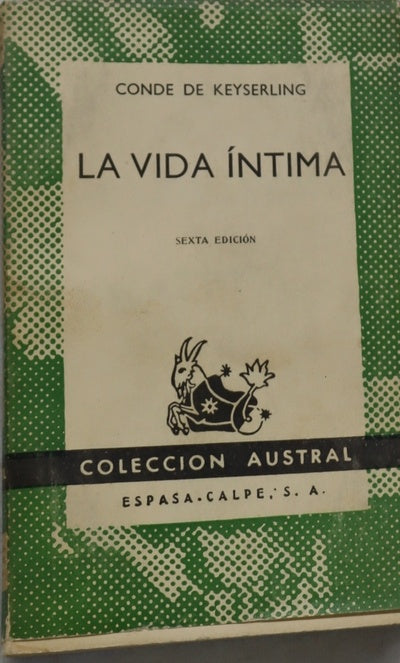 CONDE DE KEYSERLING
LA VIDA ÍNTIMA
SEXTA EDICIÓN
COLECCION AUSTRAL
ESPASA-CALPE, S. A.